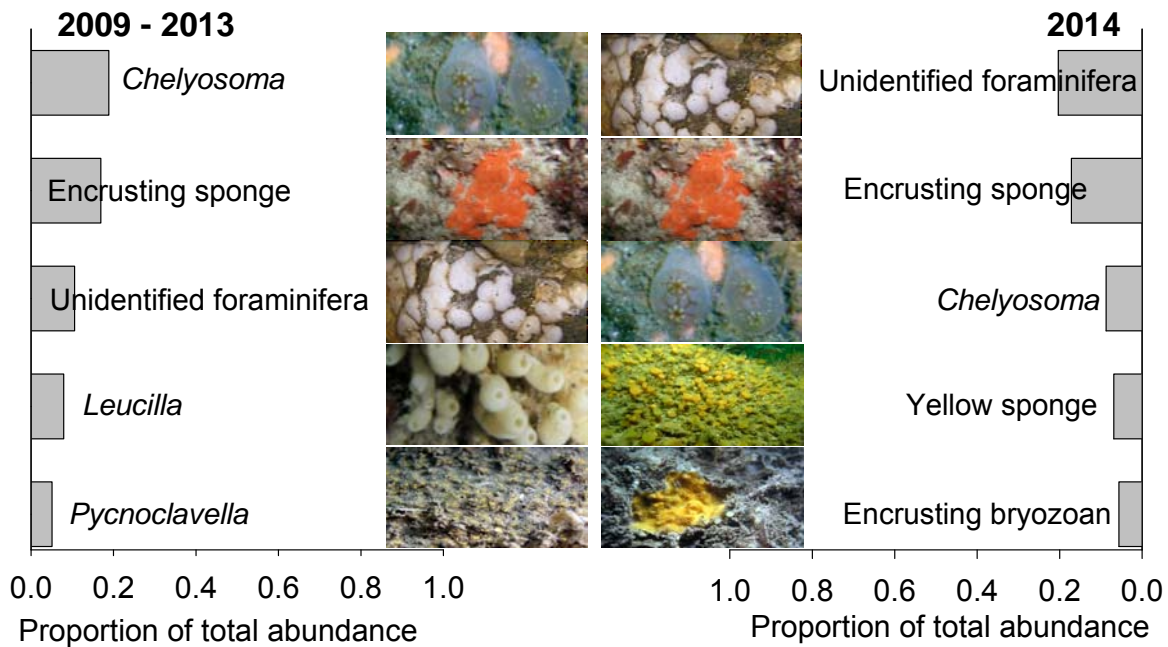 2009 - 2013
Chelyosoma
Encrusting sponge
Unidentified foraminifera
Leucilla
Pycnoclavella
0.0 0.2 0.4 0.6 0.8 1.0
Proportion of total abundance
2014
Unidentified foraminifera
Encrusting sponge
Chelyosoma
Yellow sponge
Encrusting bryozoan
1.0 0.8 0.6 0.4 0.2 0.0
Proportion of total abundance